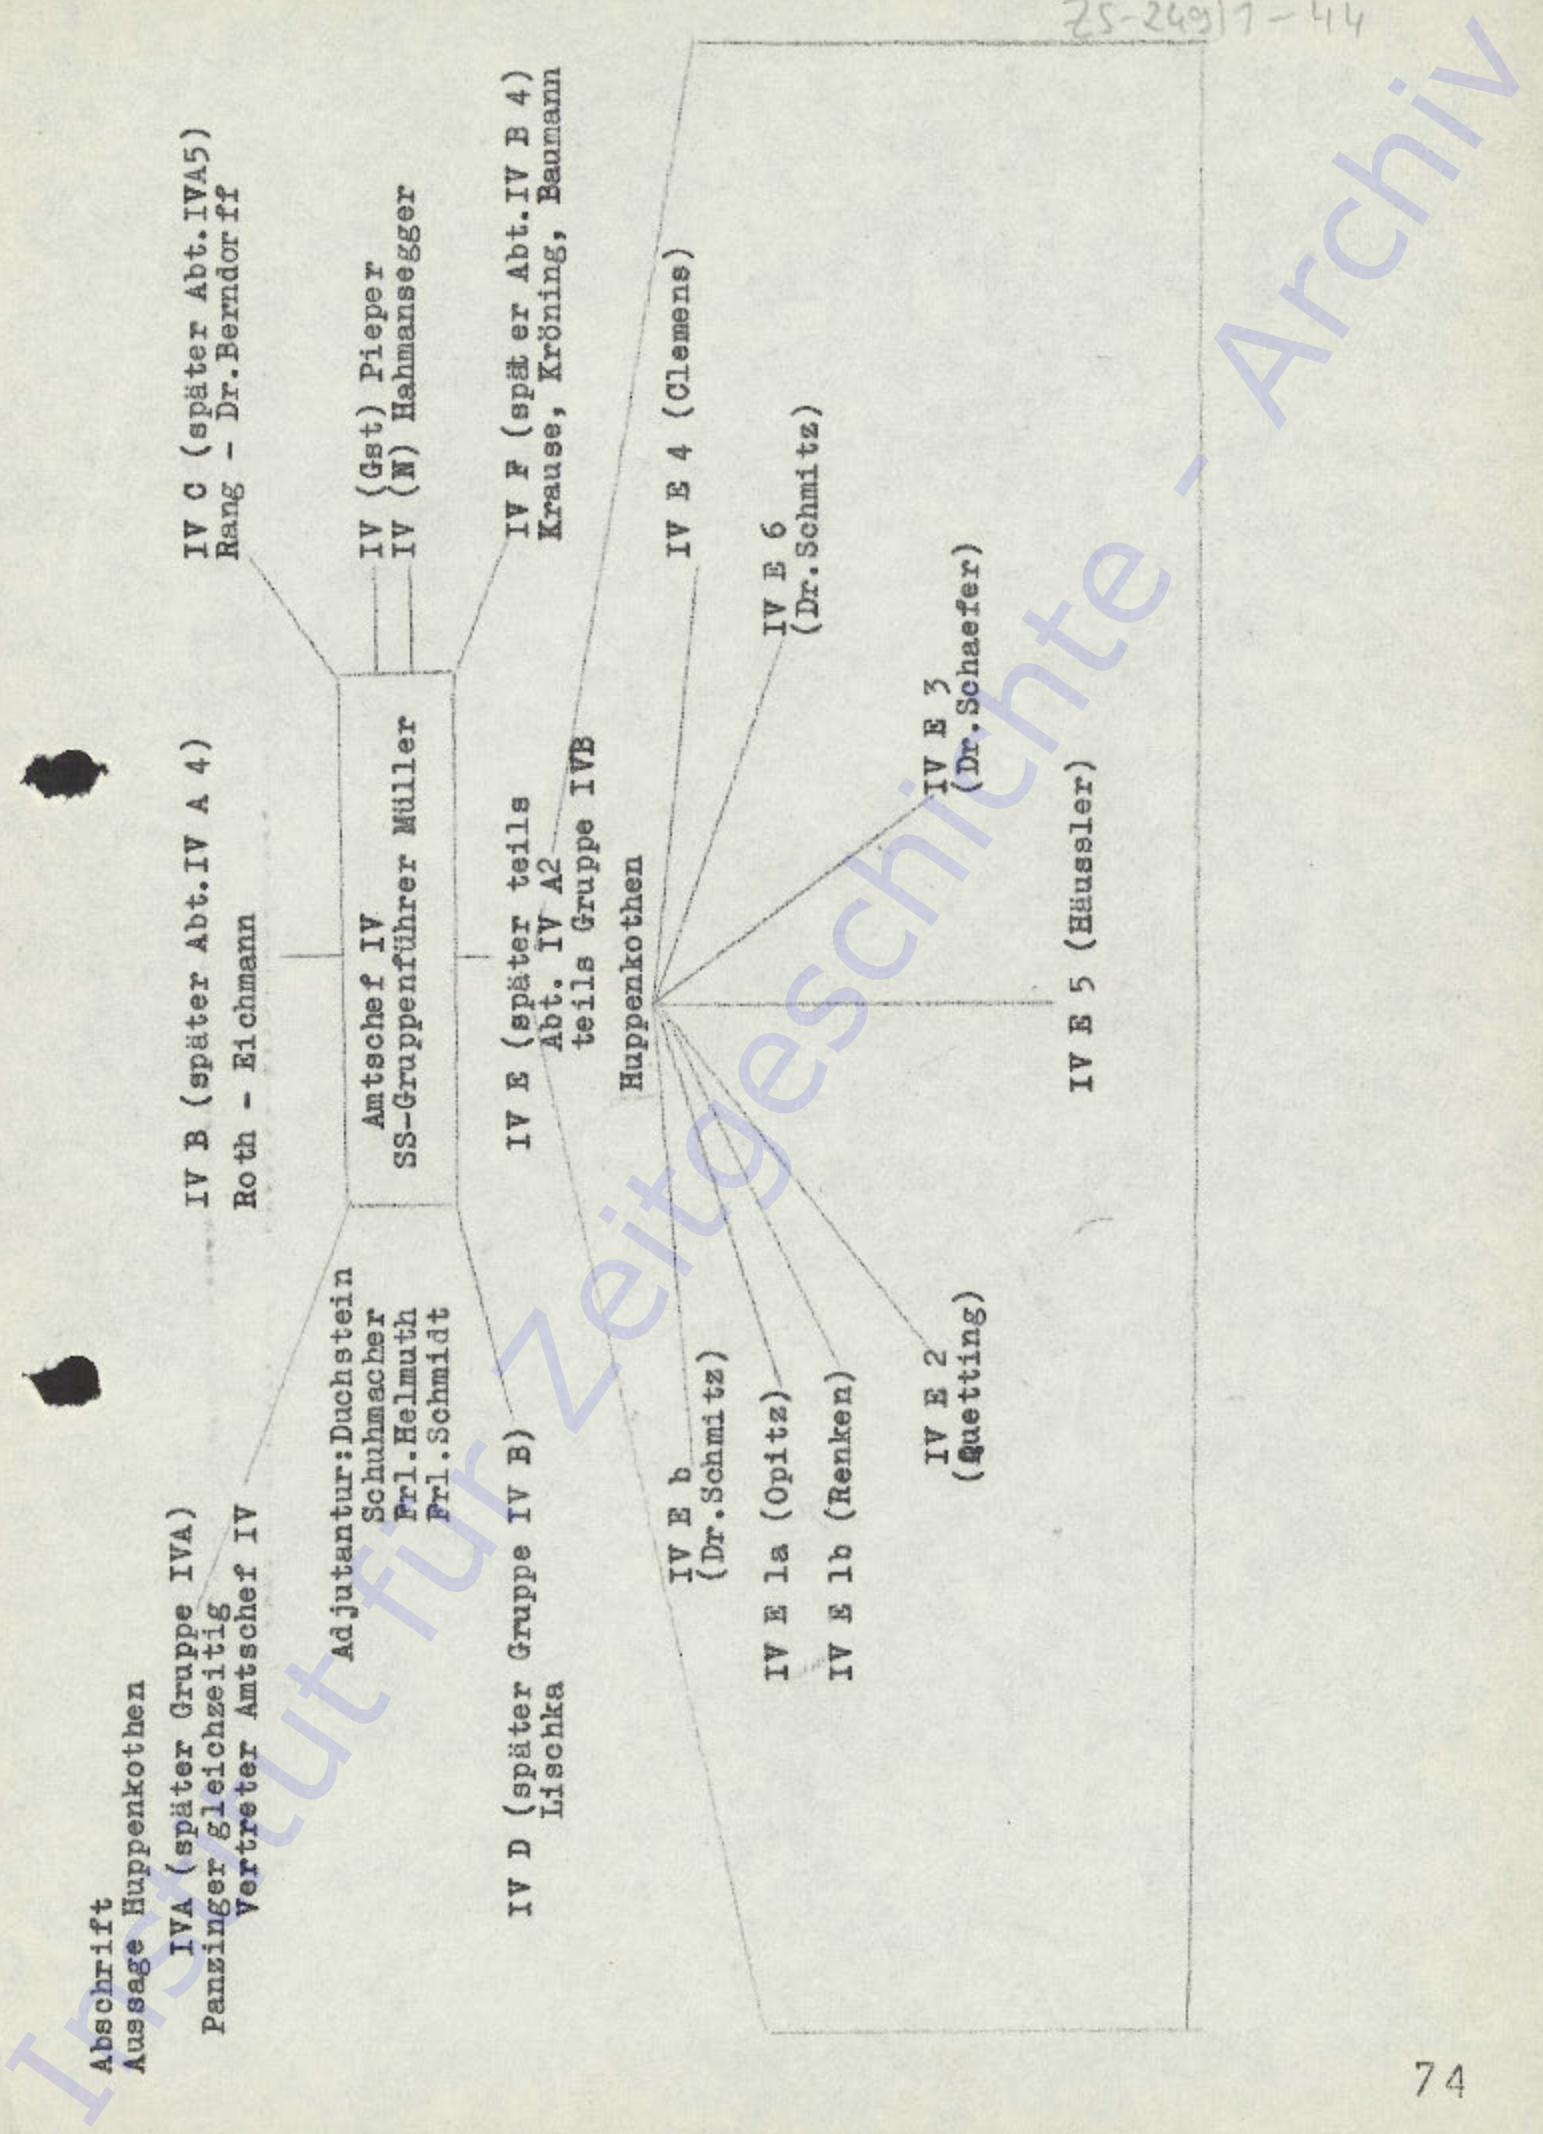 ZS-249/1-44
Abschrift
Aussage Huppenkothen
IVA (später Gruppe IVA)
Panzinger gleichzeitig
Vertreter Amtschef IV
IV B (später Abt.IV A 4)
Roth - Eichmann
IV C (später Abt.IVA5)
Rang - Dr.Berndorff
Adjutantur:Duchstein
Schuhmacher
Frl.Helmuth
Frl.Schmidt
Amtschef IV
SS-Gruppenführer Müller
IV (Gst) Pieper
IV (N) Hahmansegger
IV D (später Gruppe IV B)
Lischka
IV E (später teils
Abt. IV A2
teils Gruppe IVB
Huppenkothen
IV F (später Abt.IV B 4)
Krause, Kröning, Baumann
IV E b
(Dr.Schmitz)
IV E 1a (Opitz)
IV E 1b (Renken)
IV E 2
(Quetting)
IV E 5 (Häussler)
IV E 3
(Dr.Schaefer)
IV E 6
(Dr.Schmitz)
IV E 4 (Clemens)
74
Institut für Zeitgeschichte - Archiv